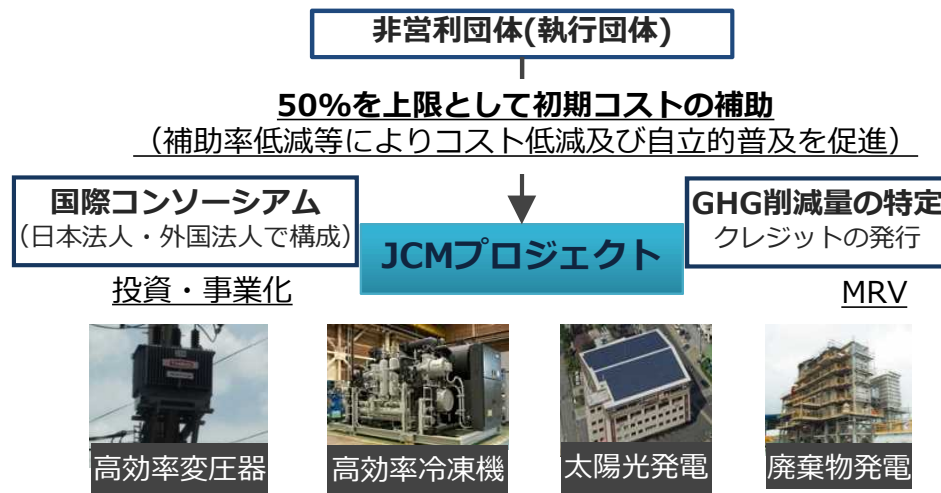 非営利団体(執行団体)
50%を上限として初期コストの補助
（補助率低減等によりコスト低減及び自立的普及を促進）
国際コンソーシアム
（日本法人・外国法人で構成）
投資・事業化
JCMプロジェクト
GHG削減量の特定
クレジットの発行
MRV
高効率変圧器
高効率冷凍機
太陽光発電
廃棄物発電